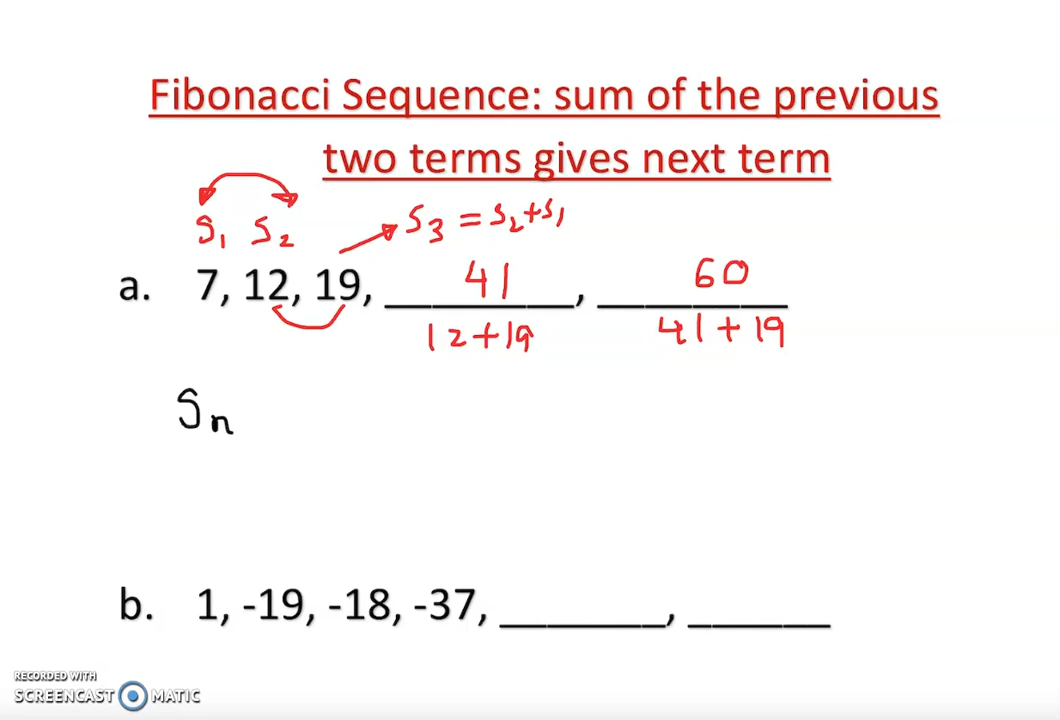 Fibonacci Sequence: sum of the previous
two terms gives next term
S₁ S₂
S₃ = S₂+S₁
a. 7, 12, 19, 41, 60
12+19 41+19
Sₙ
b. 1, -19, -18, -37, _______, ______
RECORDED WITH
SCREENCAST MATIC